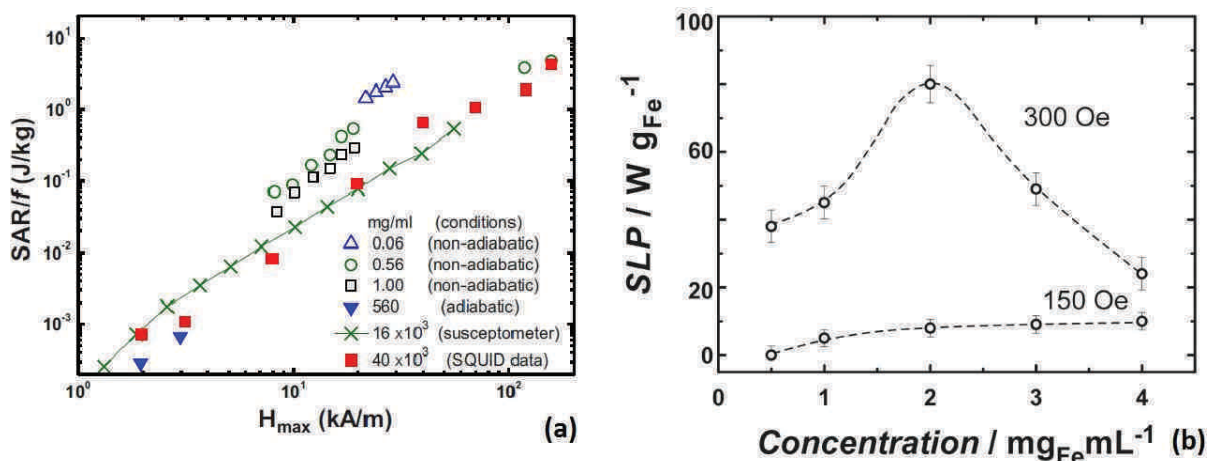 SAR/f (J/kg)
10¹
10⁰
10⁻¹
10⁻²
10⁻³
mg/ml (conditions)
0.06 (non-adiabatic)
0.56 (non-adiabatic)
1.00 (non-adiabatic)
560 (adiabatic)
16 x10³ (susceptometer)
40 x10³ (SQUID data)
10⁰ 10¹ 10²
Hmax (kA/m)
(a)
SLP / W gFe⁻¹
100
60
20
0
300 Oe
150 Oe
0 1 2 3 4
Concentration / mgFemL⁻¹
(b)